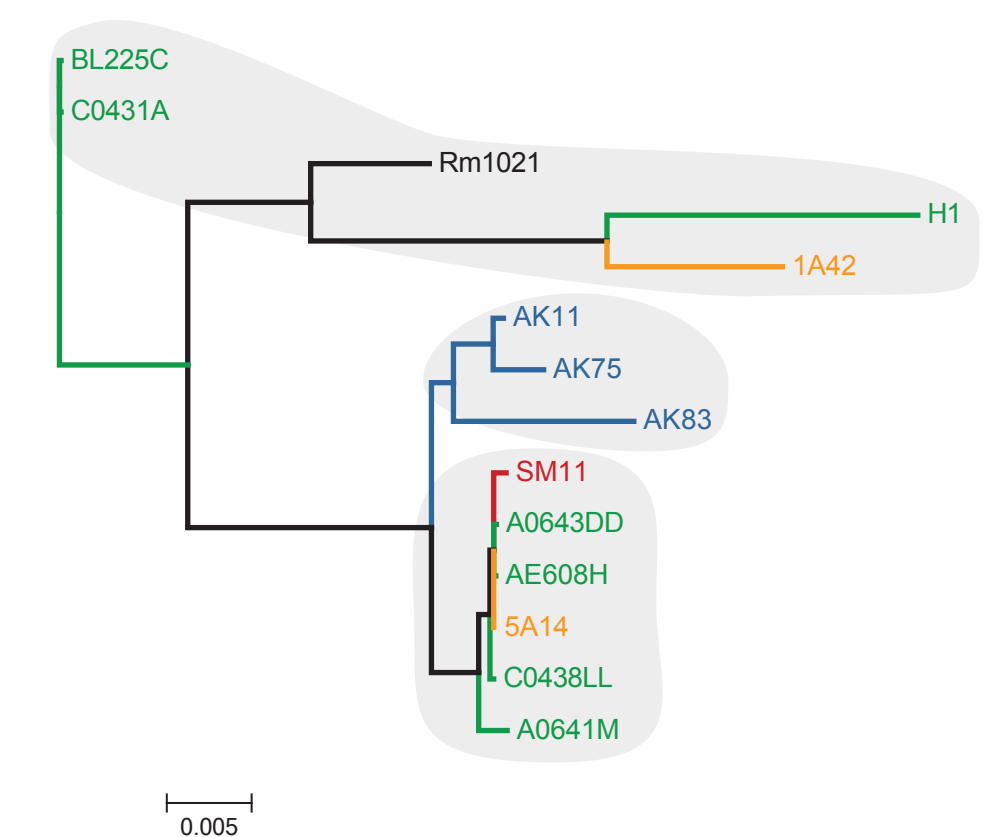 BL225C
C0431A
Rm1021
H1
1A42
AK11
AK75
AK83
SM11
A0643DD
AE608H
5A14
C0438LL
A0641M
0.005